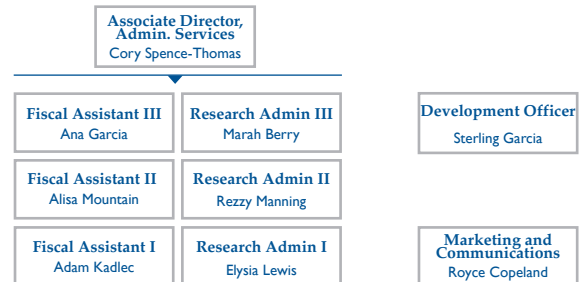 Associate Director,
Admin. Services
Cory Spence-Thomas
Fiscal Assistant III
Ana Garcia
Research Admin III
Marah Berry
Development Officer
Sterling Garcia
Fiscal Assistant II
Alisa Mountain
Research Admin II
Rezzy Manning
Fiscal Assistant I
Adam Kadlec
Research Admin I
Elysia Lewis
Marketing and
Communications
Royce Copeland